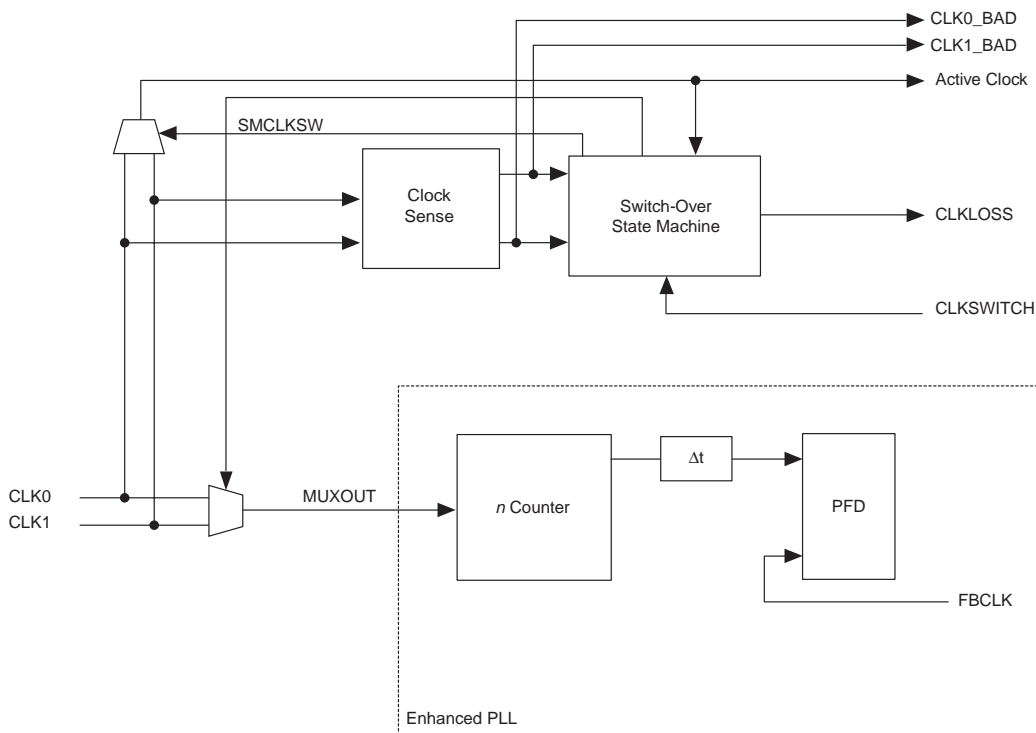 CLK0_BAD
CLK1_BAD
Active Clock
SMCLKSW
Clock
Sense
Switch-Over
State Machine
CLKLOSS
CLKSWITCH
CLK0
CLK1
MUXOUT
n Counter
Δt
PFD
FBCLK
Enhanced PLL